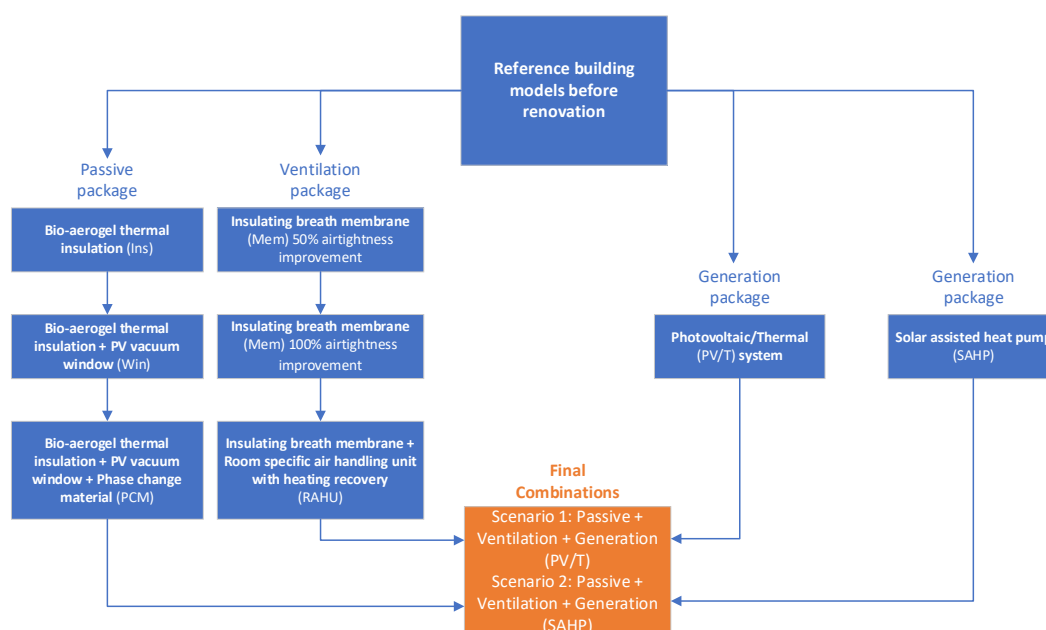 Reference building
models before
renovation
Passive
package
Ventilation
package
Generation
package
Generation
package
Bio-aerogel thermal
insulation (Ins)
Insulating breath membrane
(Mem) 50% airtightness
improvement
Bio-aerogel thermal
insulation + PV vacuum
window (Win)
Insulating breath membrane
(Mem) 100% airtightness
improvement
Photovoltaic/Thermal
(PV/T) system
Solar assisted heat pump
(SAHP)
Bio-aerogel thermal
insulation + PV vacuum
window + Phase change
material (PCM)
Insulating breath membrane +
Room specific air handling unit
with heating recovery
(RAHU)
Final
Combinations
Scenario 1: Passive +
Ventilation + Generation
(PV/T)
Scenario 2: Passive +
Ventilation + Generation
(SAHP)